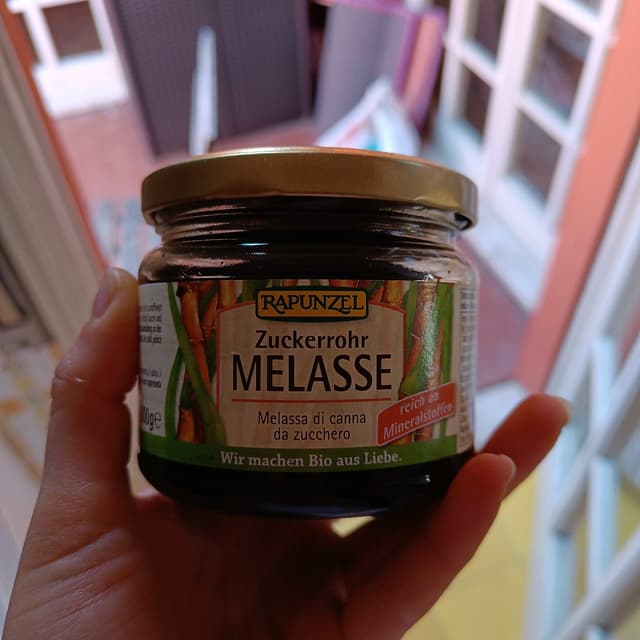 RAPUNZEL
Zuckerrohr
MELASSE
Melassa di canna
da zucchero
reich an
Mineralstoffen
Wir machen Bio aus Liebe.